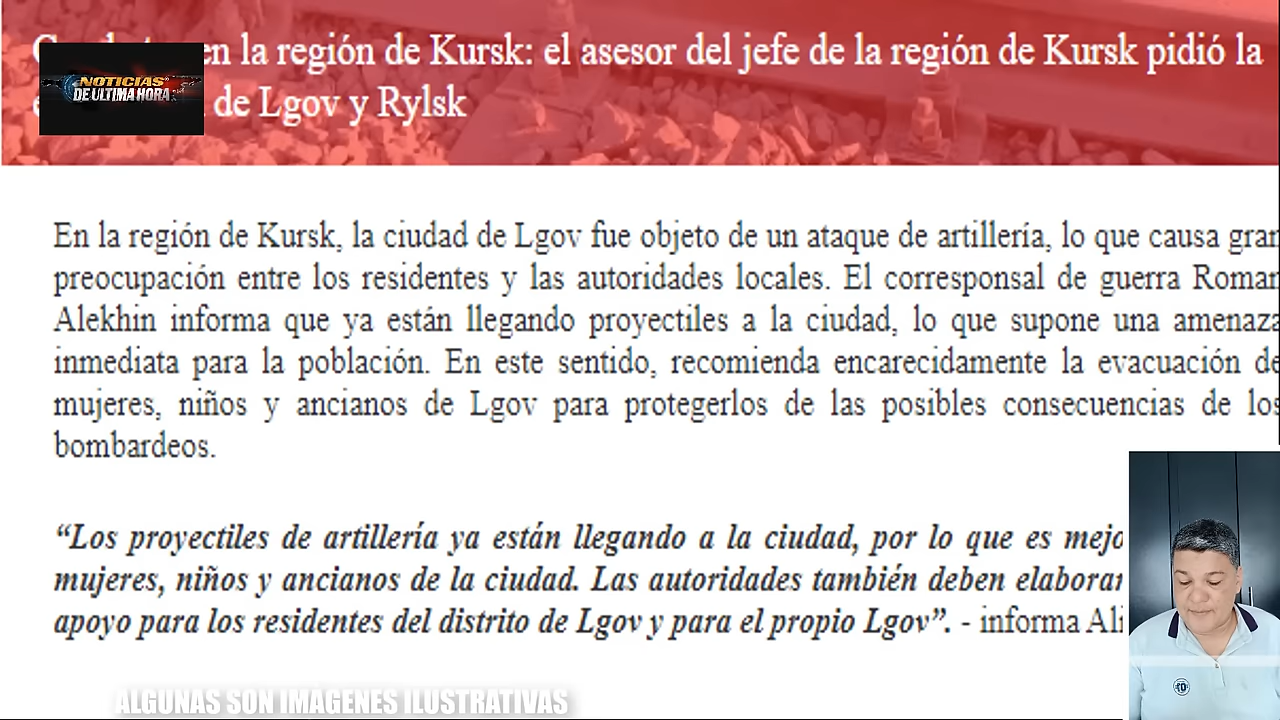 en la región de Kursk: el asesor del jefe de la región de Kursk pidió la
de Lgov y Rylsk
NOTICIAS
DE ULTIMA HORA
En la región de Kursk, la ciudad de Lgov fue objeto de un ataque de artillería, lo que causa gran
preocupación entre los residentes y las autoridades locales. El corresponsal de guerra Roman
Alekhin informa que ya están llegando proyectiles a la ciudad, lo que supone una amenaza
inmediata para la población. En este sentido, recomienda encarecidamente la evacuación de
mujeres, niños y ancianos de Lgov para protegerlos de las posibles consecuencias de los
bombardeos.
“Los proyectiles de artillería ya están llegando a la ciudad, por lo que es mejo
mujeres, niños y ancianos de la ciudad. Las autoridades también deben elaborar
apoyo para los residentes del distrito de Lgov y para el propio Lgov”. - informa Ali
ALGUNAS SON IMÁGENES ILUSTRATIVAS